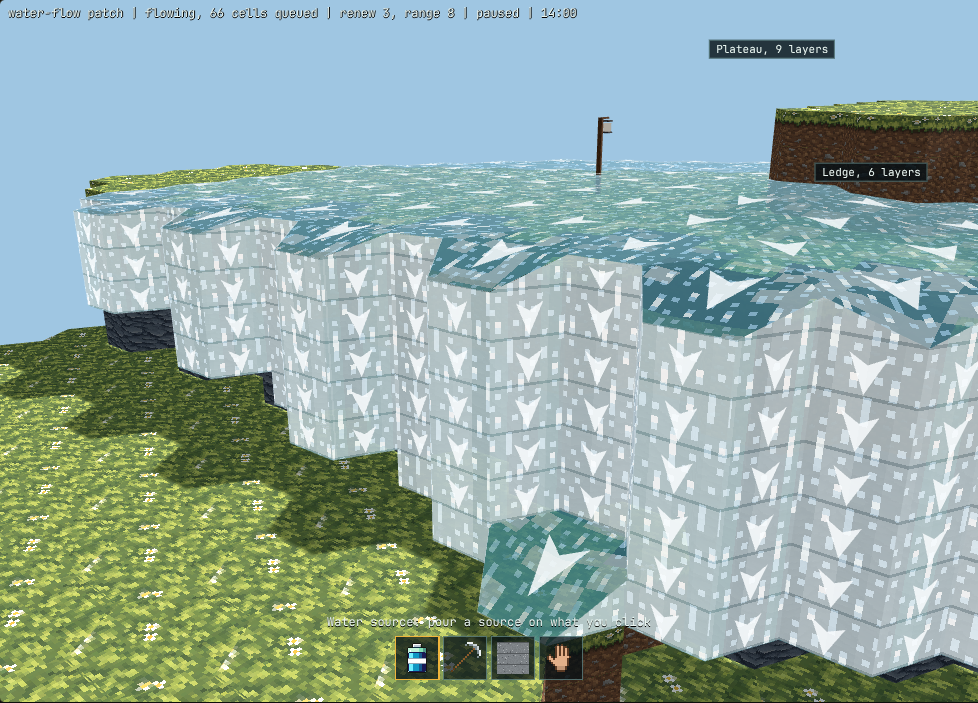 water-flow patch | flowing, 66 cells queued | renew 3, range 8 | paused | 14:00
Plateau, 9 layers
Ledge, 6 layers
Water source: pour a source on what you click